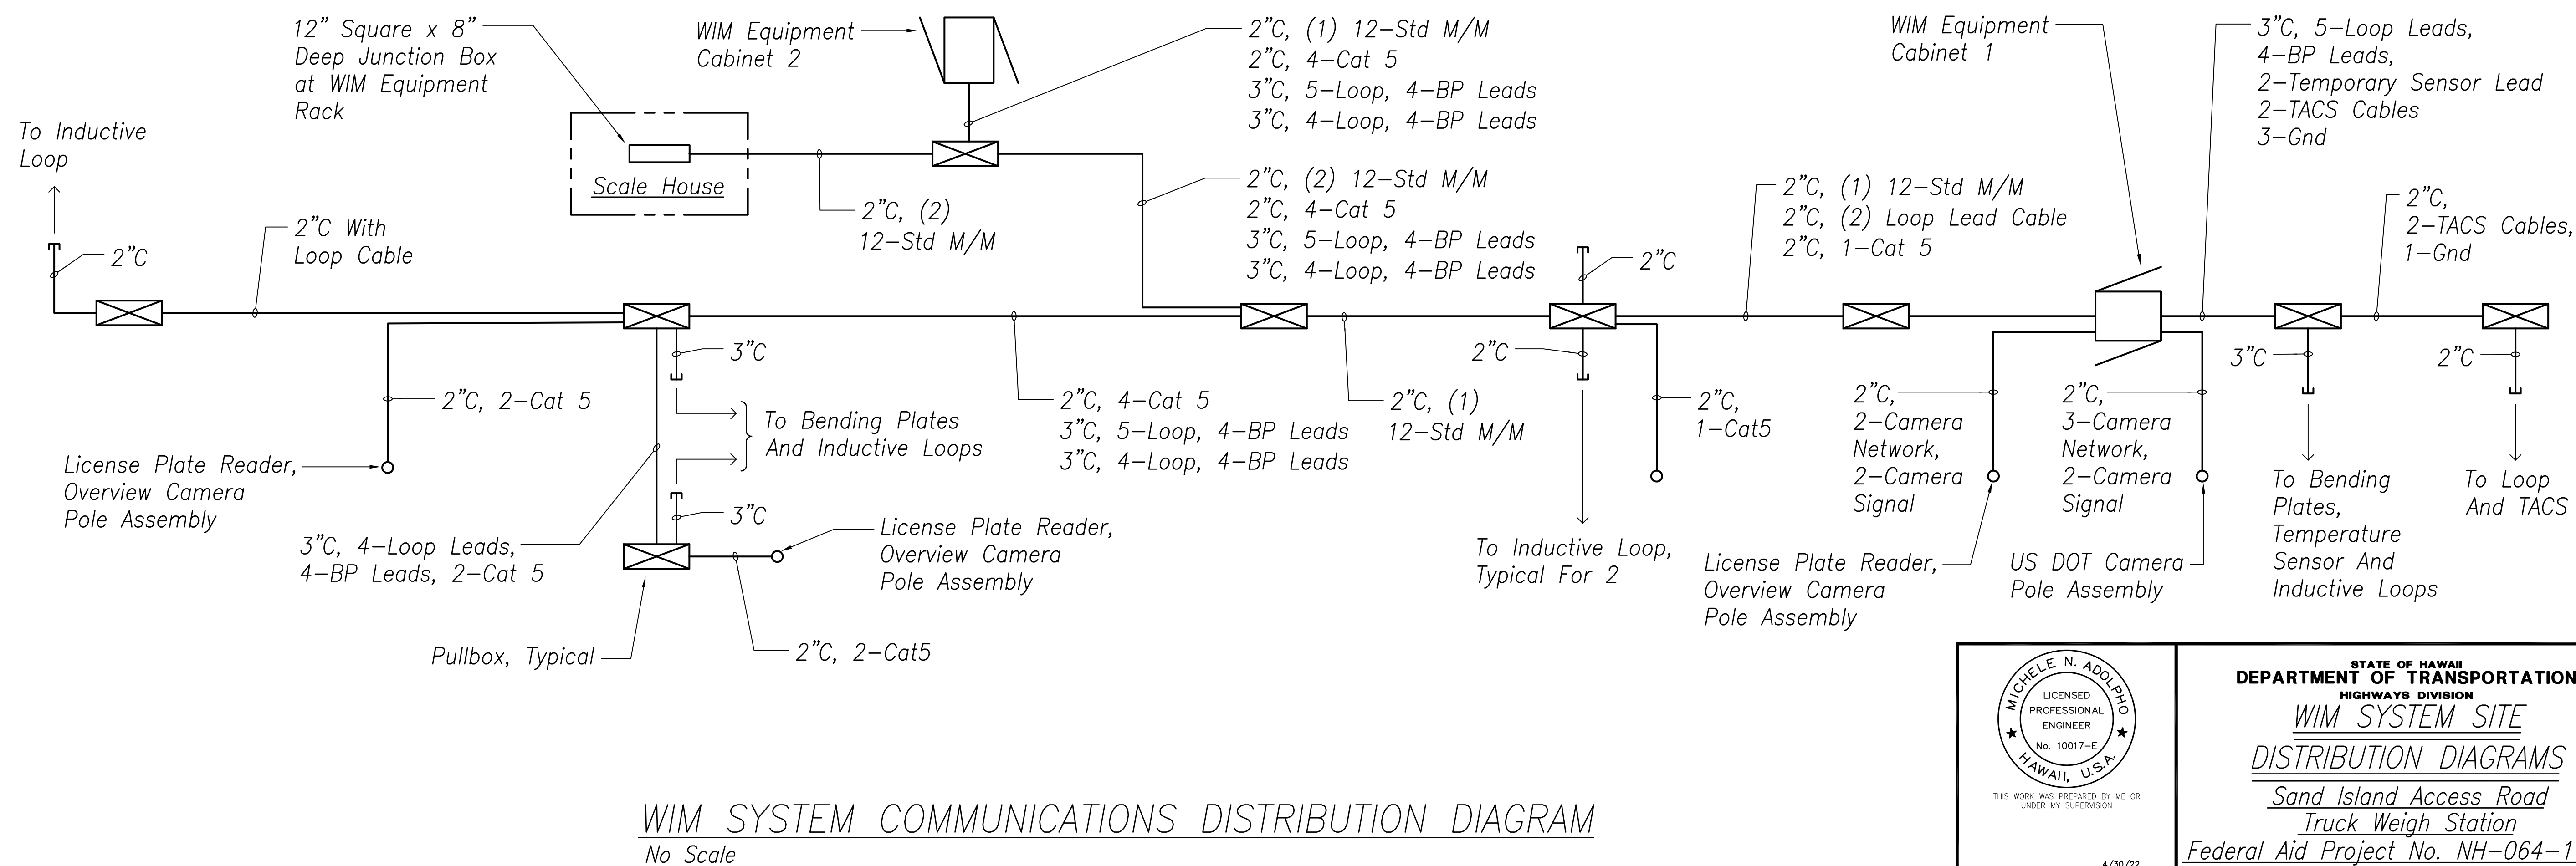 12” Square x 8”
Deep Junction Box
at WIM Equipment
Rack
WIM Equipment
Cabinet 2
2”C, (1) 12-Std M/M
2”C, 4-Cat 5
3”C, 5-Loop, 4-BP Leads
3”C, 4-Loop, 4-BP Leads
WIM Equipment
Cabinet 1
3”C, 5-Loop Leads,
4-BP Leads,
2-Temporary Sensor Lead
2-TACS Cables
3-Gnd
To Inductive
Loop
Scale House
2”C, (2)
12-Std M/M
2”C, (2) 12-Std M/M
2”C, 4-Cat 5
3”C, 5-Loop, 4-BP Leads
3”C, 4-Loop, 4-BP Leads
2”C, (1) 12-Std M/M
2”C, (2) Loop Lead Cable
2”C, 1-Cat 5
2”C,
2-TACS Cables,
1-Gnd
2”C
2”C With
Loop Cable
2”C
3”C
2”C
3”C
2”C
2”C, 2-Cat 5
To Bending Plates
And Inductive Loops
2”C, 4-Cat 5
3”C, 5-Loop, 4-BP Leads
3”C, 4-Loop, 4-BP Leads
2”C, (1)
12-Std M/M
2”C,
1-Cat5
2”C,
2-Camera
Network,
2-Camera
Signal
2”C,
3-Camera
Network,
2-Camera
Signal
License Plate Reader,
Overview Camera
Pole Assembly
3”C
3”C, 4-Loop Leads,
4-BP Leads, 2-Cat 5
License Plate Reader,
Overview Camera
Pole Assembly
To Inductive Loop,
Typical For 2
License Plate Reader,
Overview Camera
Pole Assembly
US DOT Camera
Pole Assembly
To Bending
Plates,
Temperature
Sensor And
Inductive Loops
To Loop
And TACS
Pullbox, Typical
2”C, 2-Cat5
WIM SYSTEM COMMUNICATIONS DISTRIBUTION DIAGRAM
No Scale
MICHELE N. ADOLPHO
LICENSED
PROFESSIONAL
ENGINEER
No. 10017-E
HAWAII, U.S.A.
THIS WORK WAS PREPARED BY ME OR
UNDER MY SUPERVISION
4/30/22
STATE OF HAWAII
DEPARTMENT OF TRANSPORTATION
HIGHWAYS DIVISION
WIM SYSTEM SITE
DISTRIBUTION DIAGRAMS
Sand Island Access Road
Truck Weigh Station
Federal Aid Project No. NH-064-1